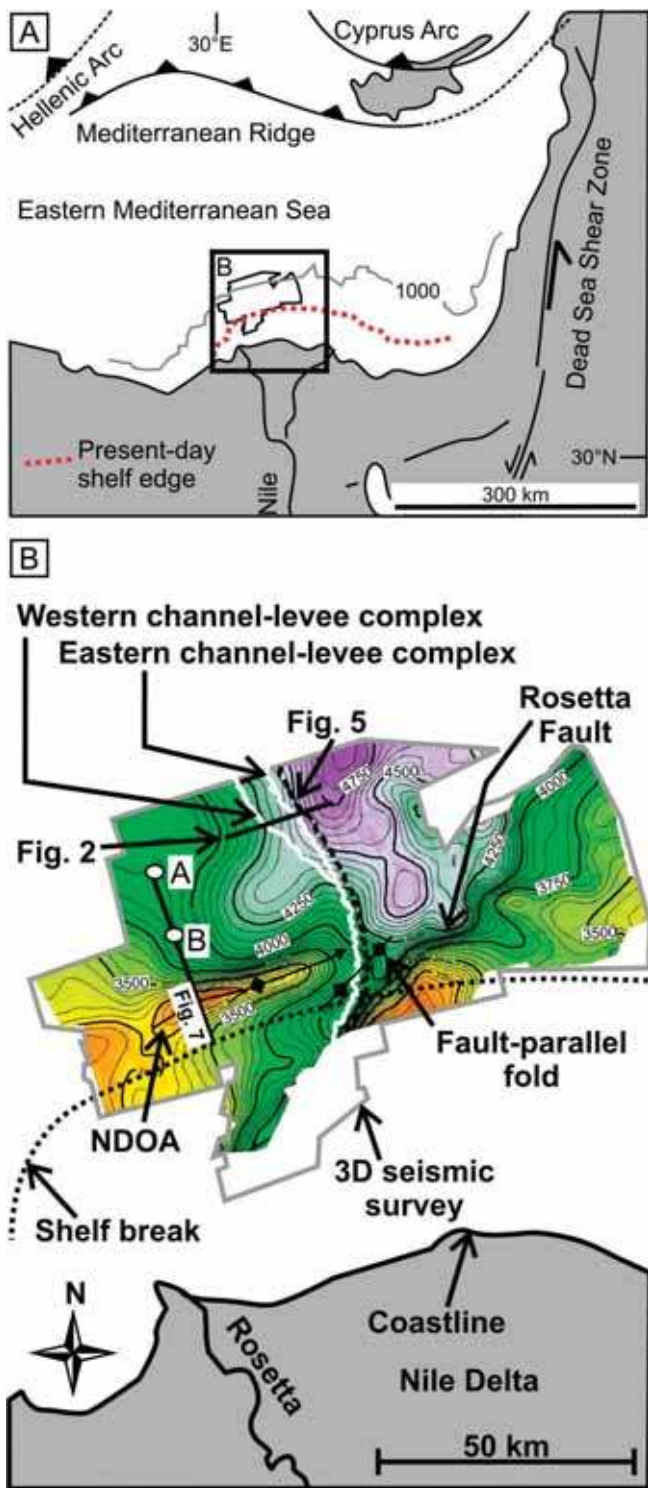 A
30°E
Cyprus Arc
Hellenic Arc
Mediterranean Ridge
Eastern Mediterranean Sea
B
1000
Dead Sea Shear Zone
Present-day
shelf edge
Nile
30°N
300 km
B
Western channel-levee complex
Eastern channel-levee complex
Fig. 5
Rosetta
Fault
4750
4500
4000
Fig. 2
4250
A
4250
3750
B
4000
3500
3500
3500
Fig. 7
Fault-parallel
fold
NDOA
3D seismic
survey
Shelf break
N
Coastline
Rosetta
Nile Delta
50 km